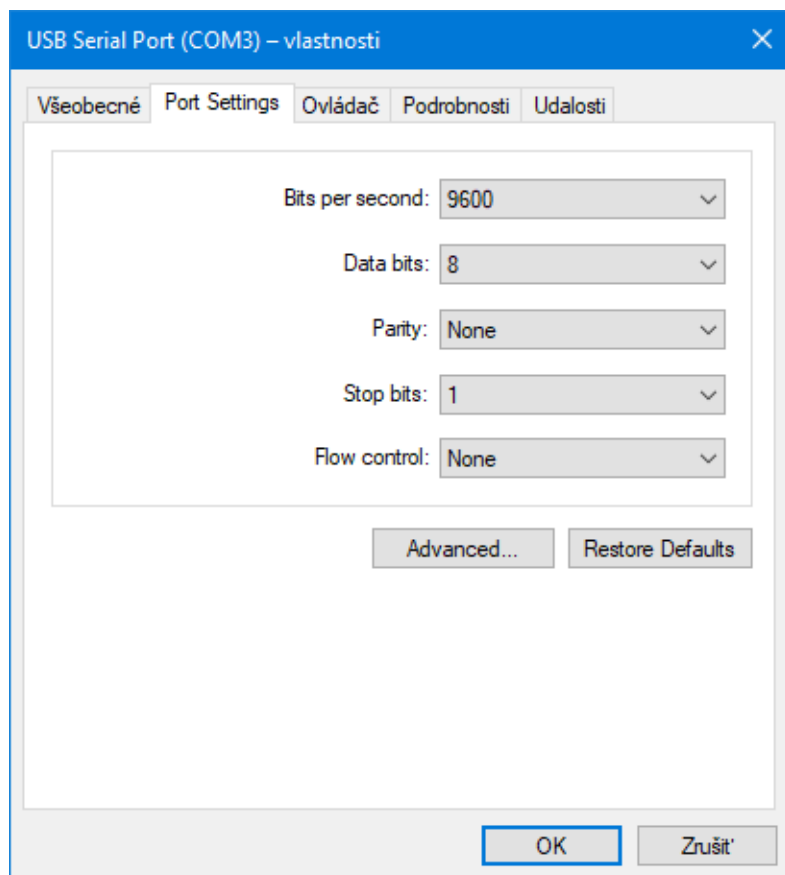 USB Serial Port (COM3) – vlastnosti
Všeobecné Port Settings Ovládač Podrobnosti Udalosti
Bits per second: 9600
Data bits: 8
Parity: None
Stop bits: 1
Flow control: None
Advanced... Restore Defaults
OK Zrušiť